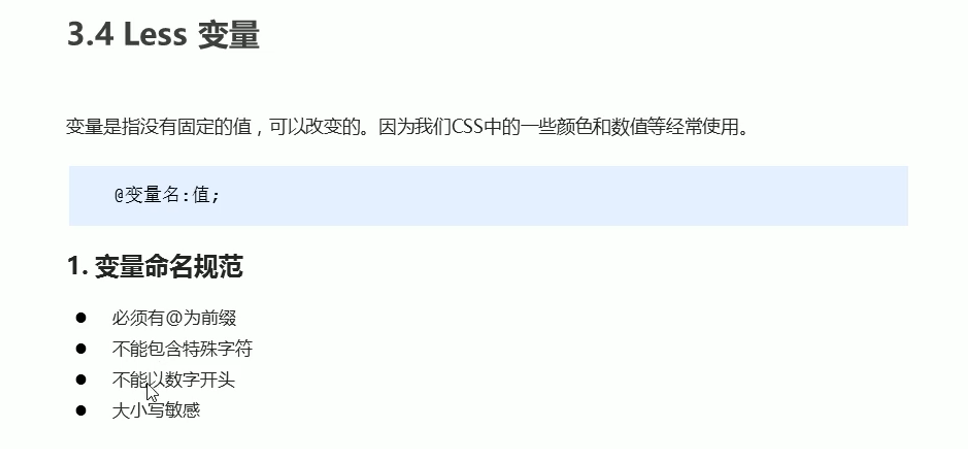 3.4 Less 变量
变量是指没有固定的值，可以改变的。因为我们CSS中的一些颜色和数值等经常使用。
@变量名:值;
1. 变量命名规范
● 必须有@为前缀
● 不能包含特殊字符
● 不能以数字开头
● 大小写敏感